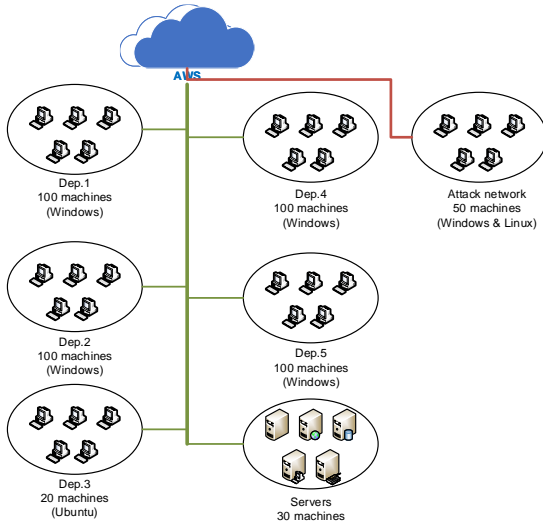 AWS
Dep.1
100 machines
(Windows)
Dep.4
100 machines
(Windows)
Attack network
50 machines
(Windows & Linux)
Dep.2
100 machines
(Windows)
Dep.5
100 machines
(Windows)
Dep.3
20 machines
(Ubuntu)
Servers
30 machines